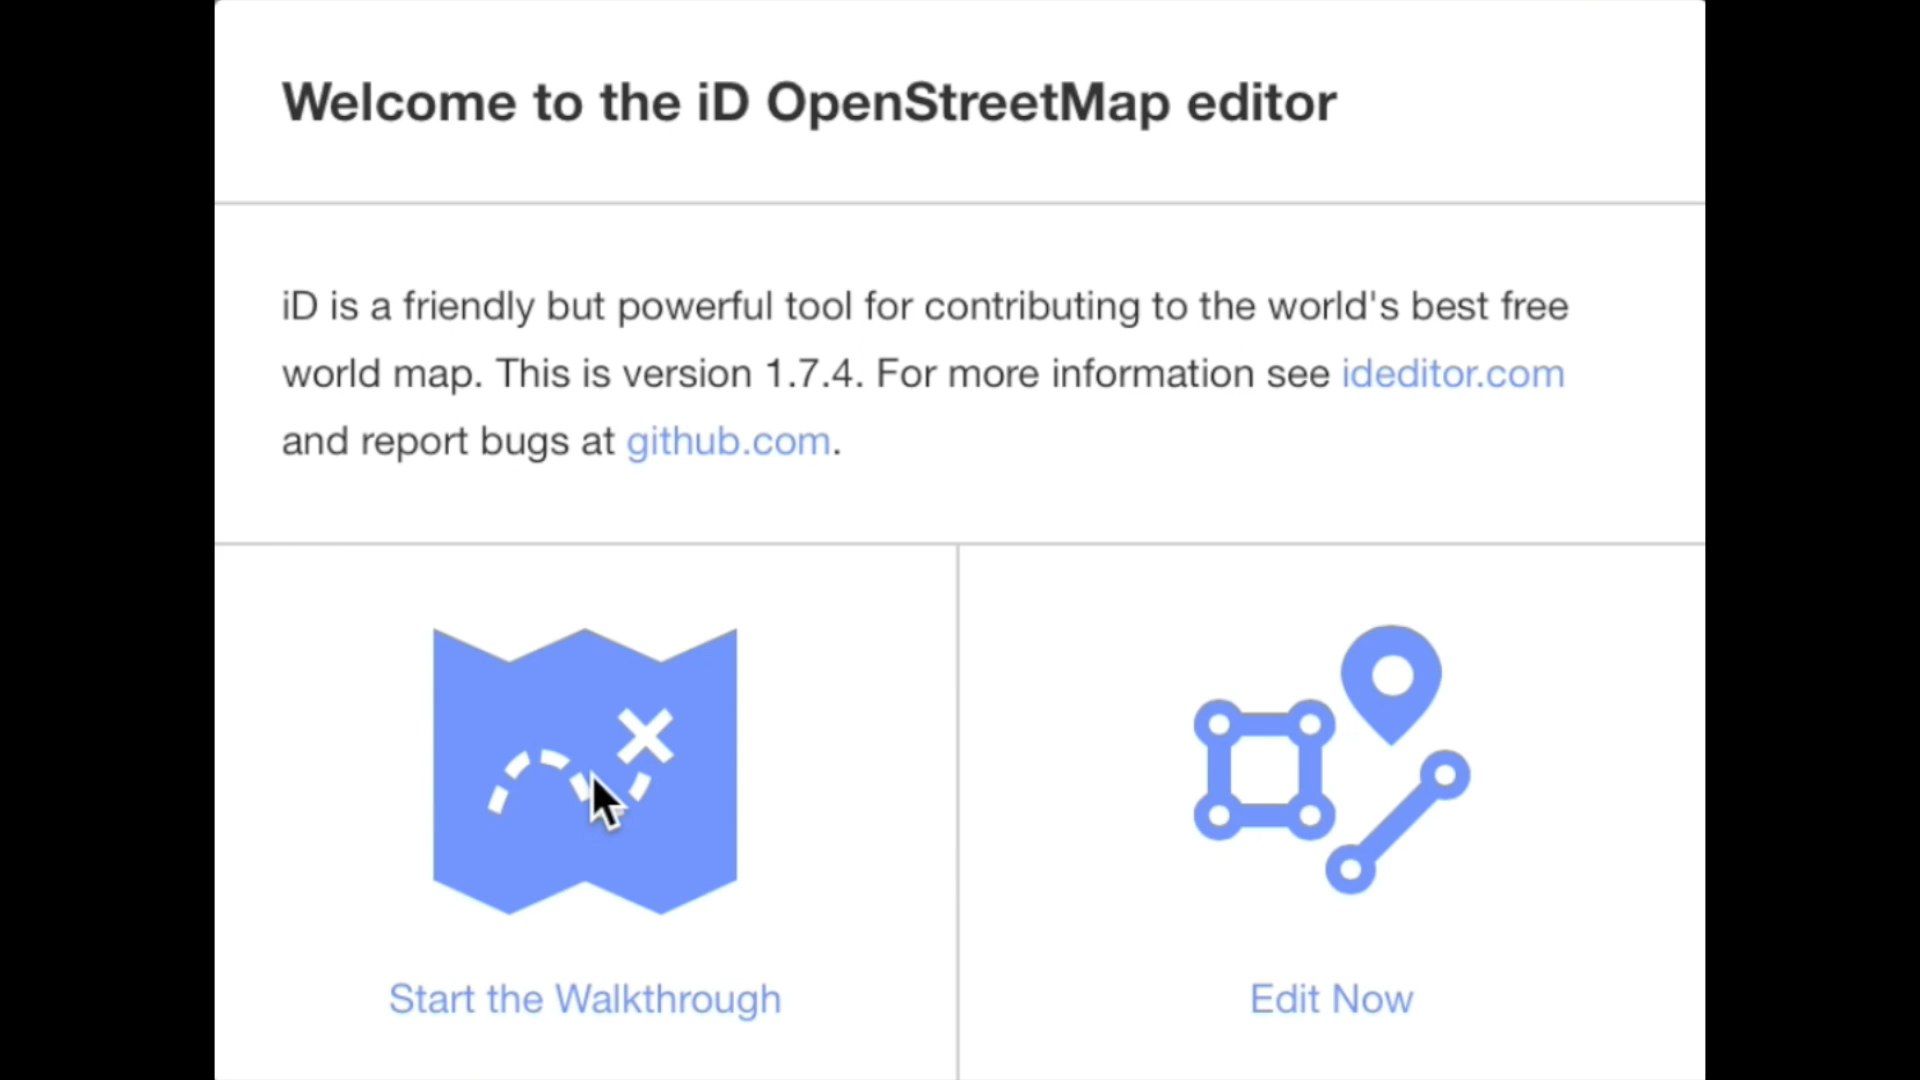 Welcome to the iD OpenStreetMap editor
iD is a friendly but powerful tool for contributing to the world's best free
world map. This is version 1.7.4. For more information see ideditor.com
and report bugs at github.com.
Start the Walkthrough
Edit Now